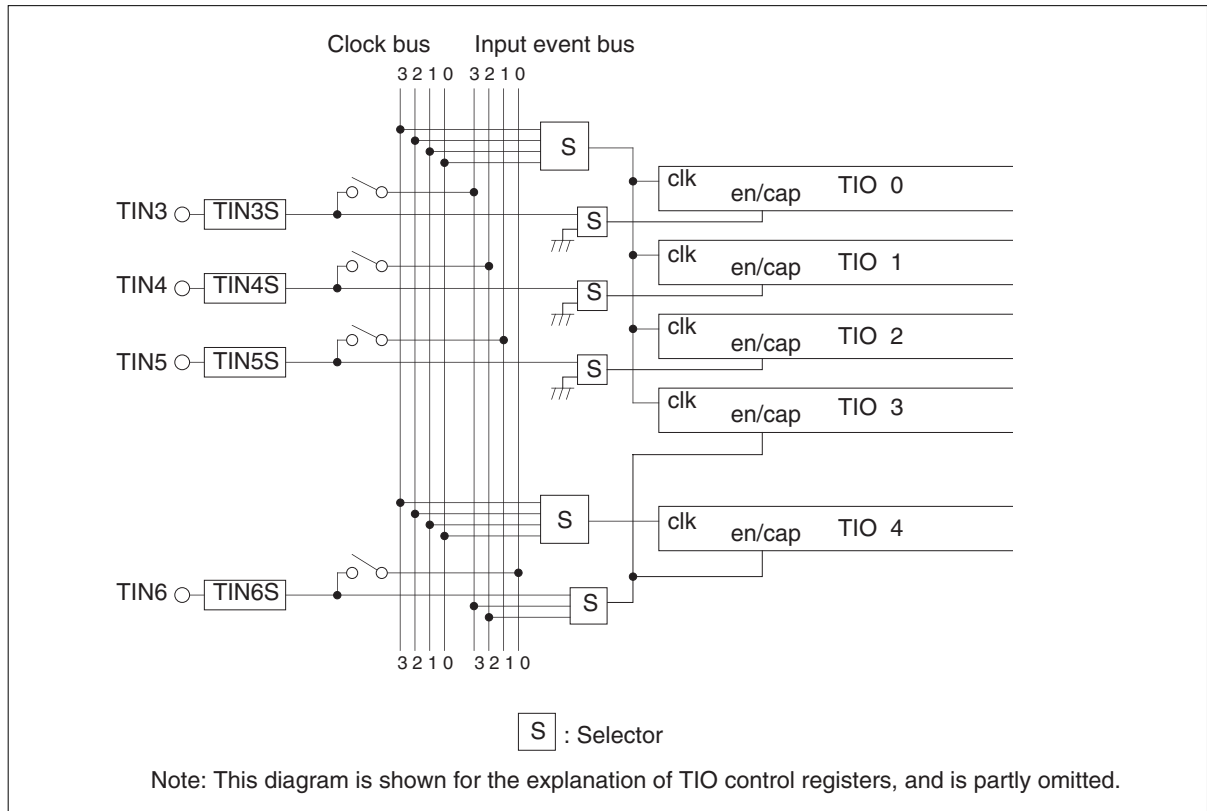 Clock bus Input event bus
3 2 1 0 3 2 1 0
S
clk
en/cap TIO 0
TIN3 TIN3S S
clk
en/cap TIO 1
TIN4 TIN4S S
clk
en/cap TIO 2
TIN5 TIN5S S
clk
en/cap TIO 3
S clk
en/cap TIO 4
TIN6 TIN6S S
3 2 1 0 3 2 1 0
S : Selector
Note: This diagram is shown for the explanation of TIO control registers, and is partly omitted.